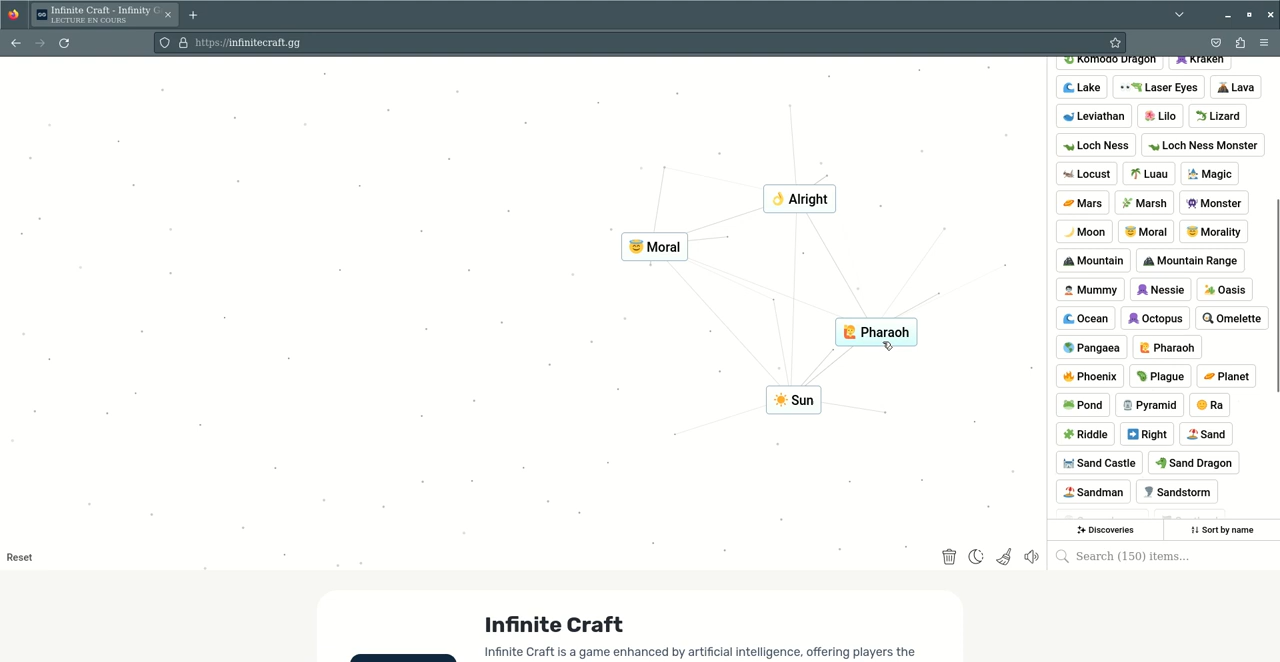 Infinite Craft - Infinity C
LECTURE EN COURS
https://infinitecraft.gg
Alright
Moral
Pharaoh
Sun
Reset
Komodo Dragon Kraken
Lake Laser Eyes Lava
Leviathan Lilo Lizard
Loch Ness Loch Ness Monster
Locust Luau Magic
Mars Marsh Monster
Moon Moral Morality
Mountain Mountain Range
Mummy Nessie Oasis
Ocean Octopus Omelette
Pangaea Pharaoh
Phoenix Plague Planet
Pond Pyramid Ra
Riddle Right Sand
Sand Castle Sand Dragon
Sandman Sandstorm
Discoveries Sort by name
Search (150) items...
Infinite Craft
Infinite Craft is a game enhanced by artificial intelligence, offering players the